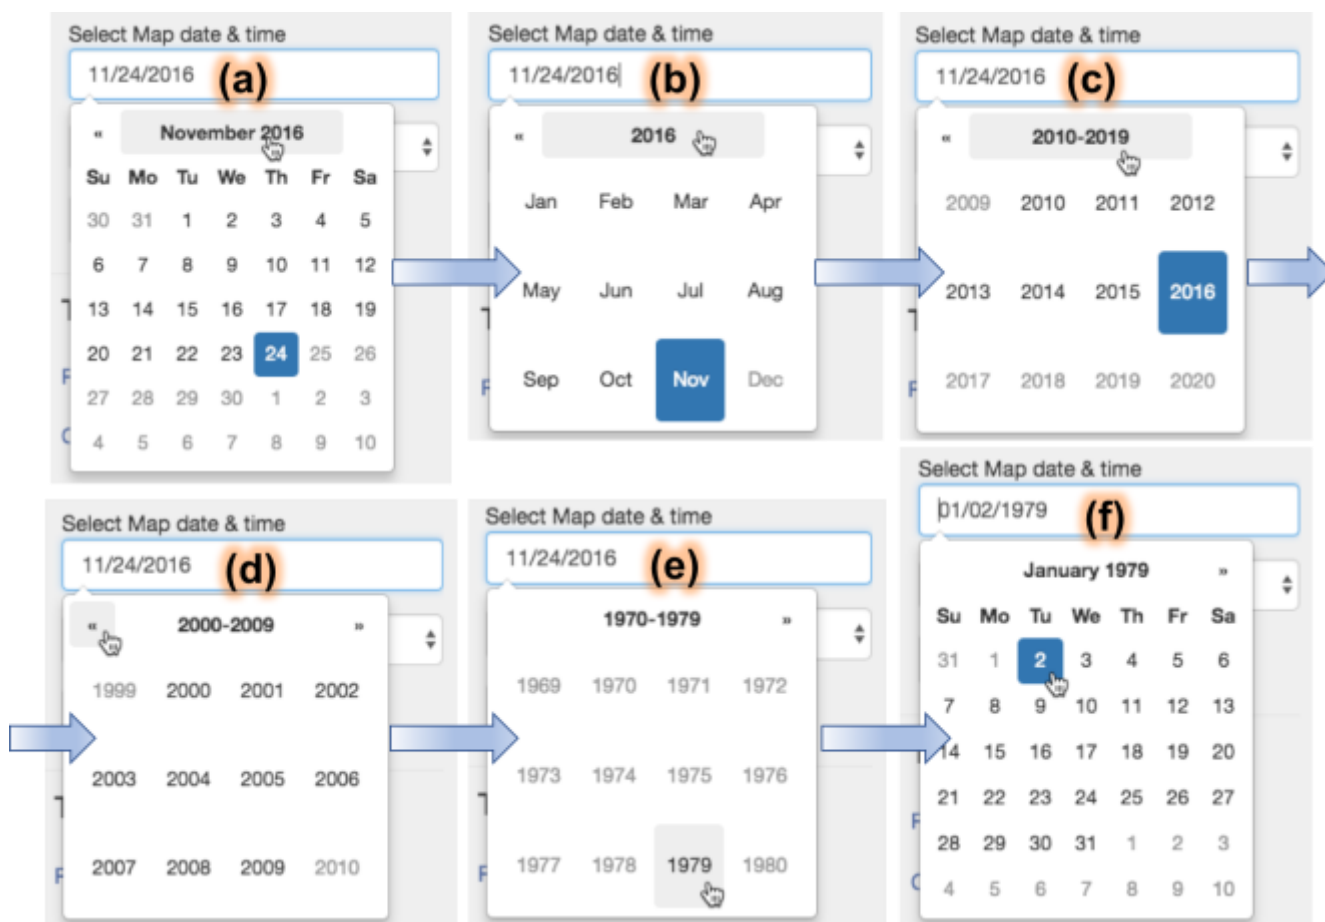 Select Map date & time
11/24/2016 (a)
« November 2016
Su Mo Tu We Th Fr Sa
30 31 1 2 3 4 5
6 7 8 9 10 11 12
13 14 15 16 17 18 19
20 21 22 23 24 25 26
27 28 29 30 1 2 3
4 5 6 7 8 9 10
Select Map date & time
11/24/2016 (b)
« 2016
Jan Feb Mar Apr
May Jun Jul Aug
Sep Oct Nov Dec
Select Map date & time
11/24/2016 (c)
« 2010-2019
2009 2010 2011 2012
2013 2014 2015 2016
2017 2018 2019 2020
Select Map date & time
11/24/2016 (d)
« 2000-2009 »
1999 2000 2001 2002
2003 2004 2005 2006
2007 2008 2009 2010
Select Map date & time
11/24/2016 (e)
1970-1979 »
1969 1970 1971 1972
1973 1974 1975 1976
1977 1978 1979 1980
Select Map date & time
01/02/1979 (f)
January 1979 »
Su Mo Tu We Th Fr Sa
31 1 2 3 4 5 6
7 8 9 10 11 12 13
14 15 16 17 18 19 20
21 22 23 24 25 26 27
28 29 30 31 1 2 3
4 5 6 7 8 9 10